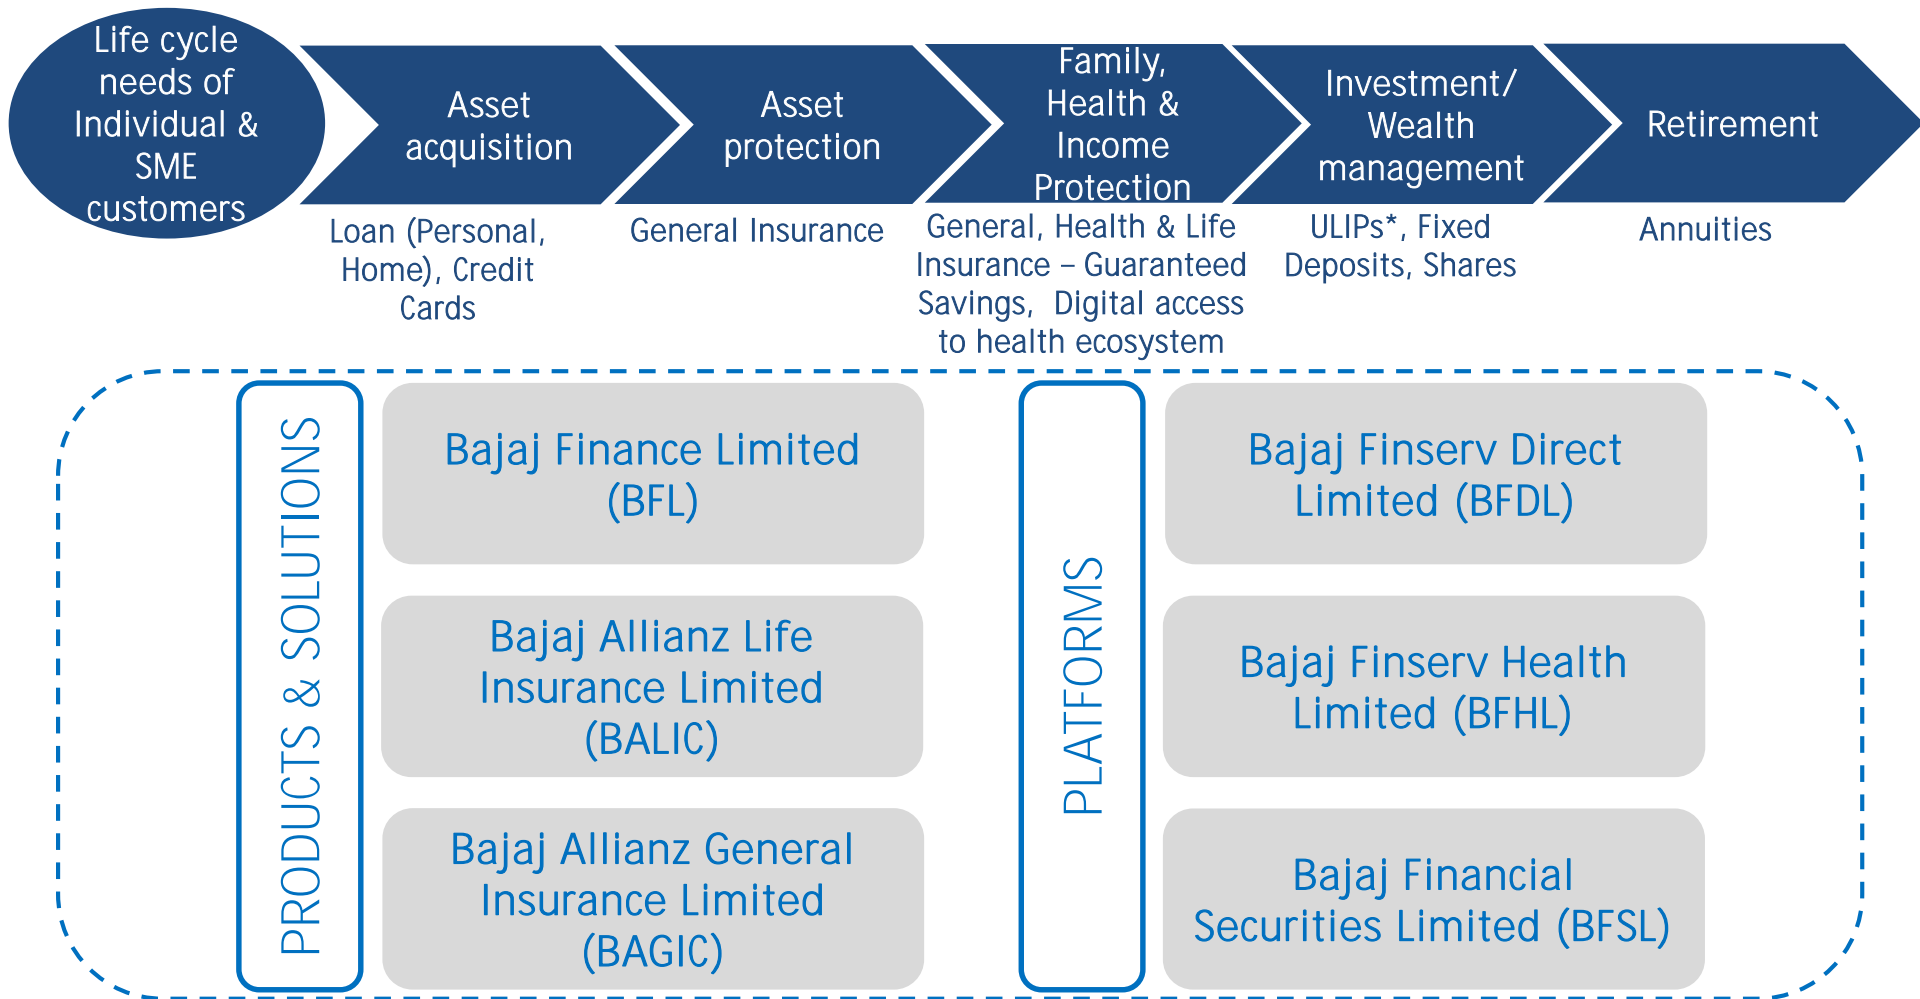 Life cycle
needs of
Individual &
SME
customers
Asset
acquisition
Asset
protection
Family,
Health &
Income
Protection
Investment/
Wealth
management
Retirement
Loan (Personal,
Home), Credit
Cards
General Insurance
General, Health & Life
Insurance – Guaranteed
Savings, Digital access
to health ecosystem
ULIPs*, Fixed
Deposits, Shares
Annuities
PRODUCTS & SOLUTIONS
Bajaj Finance Limited
(BFL)
Bajaj Allianz Life
Insurance Limited
(BALIC)
Bajaj Allianz General
Insurance Limited
(BAGIC)
PLATFORMS
Bajaj Finserv Direct
Limited (BFDL)
Bajaj Finserv Health
Limited (BFHL)
Bajaj Financial
Securities Limited (BFSL)